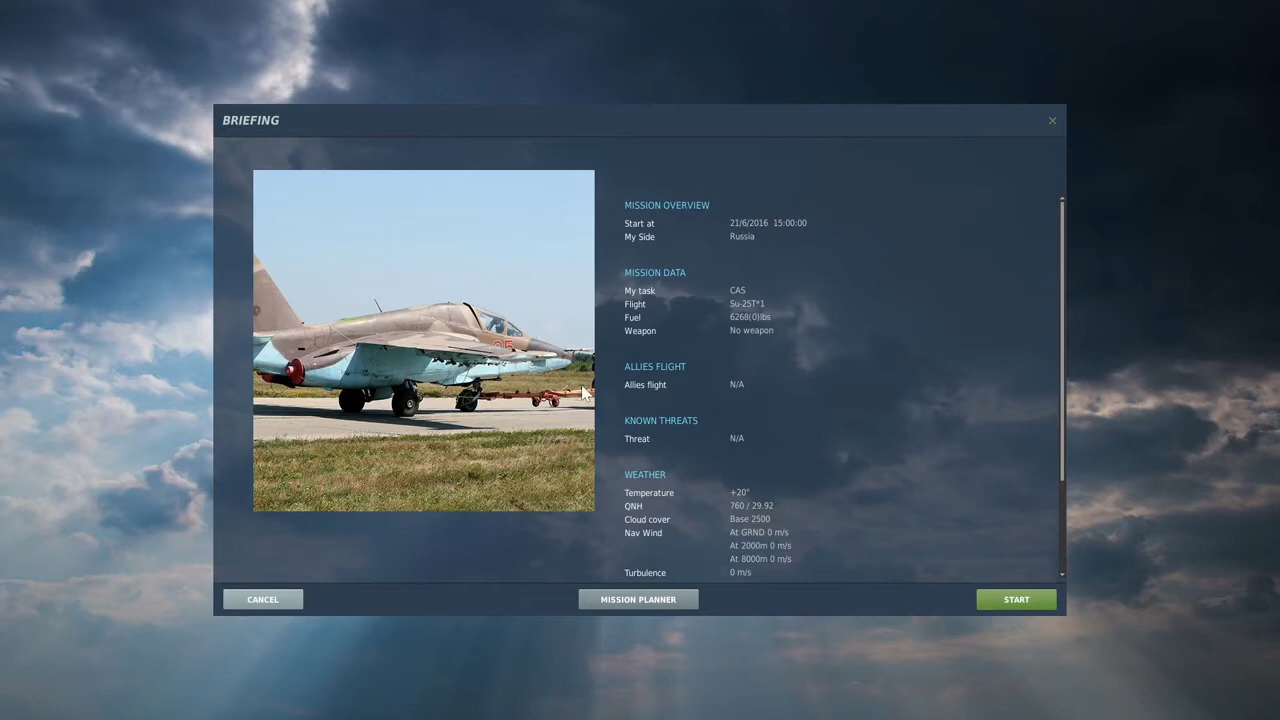 BRIEFING
MISSION OVERVIEW
Start at 21/6/2016 15:00:00
My Side Russia
MISSION DATA
My task CAS
Flight Su-25T*1
Fuel 6268(0)lbs
Weapon No weapon
ALLIES FLIGHT
Allies flight N/A
KNOWN THREATS
Threat N/A
WEATHER
Temperature +20°
QNH 760 / 29.92
Cloud cover Base 2500
Nav Wind At GRND 0 m/s
At 2000m 0 m/s
At 8000m 0 m/s
Turbulence 0 m/s
CANCEL MISSION PLANNER START